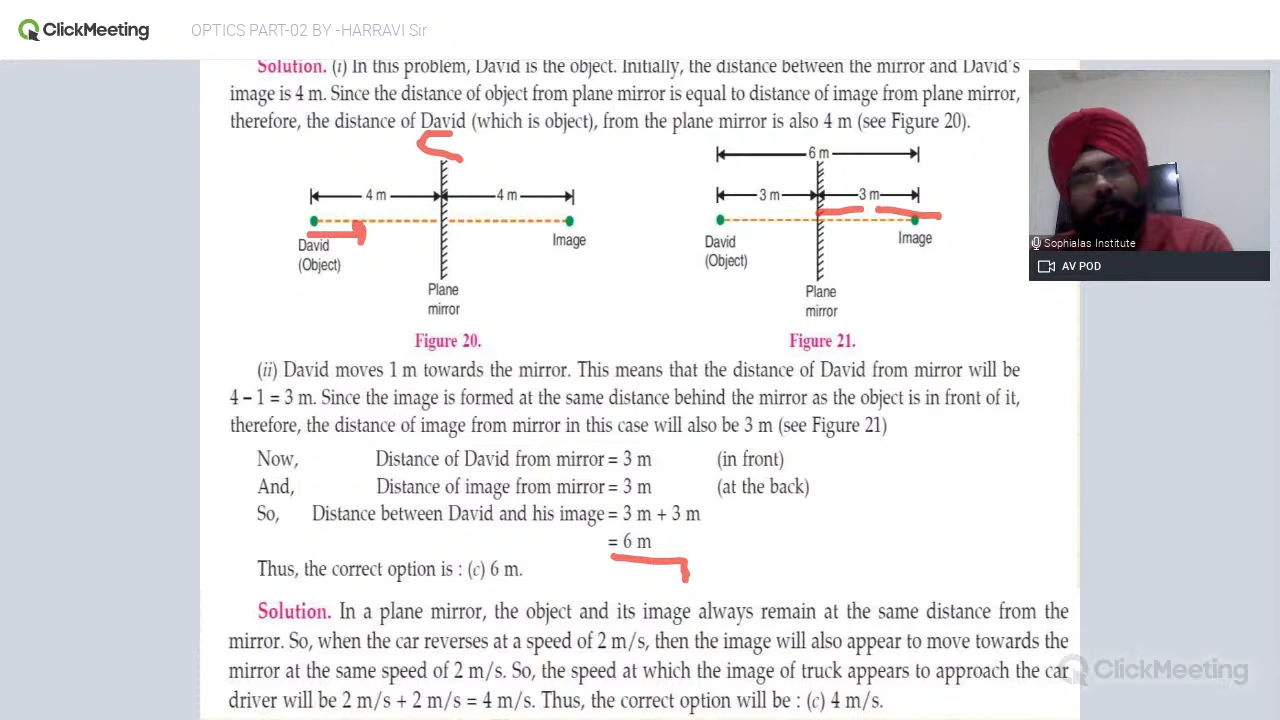 ClickMeeting OPTICS PART-02 BY -HARRAVI Sir
Solution. (i) In this problem, David is the object. Initially, the distance between the mirror and David's
image is 4 m. Since the distance of object from plane mirror is equal to distance of image from plane mirror,
therefore, the distance of David (which is object), from the plane mirror is also 4 m (see Figure 20).
4 m 4 m
David
(Object)
Image
Plane
mirror
Figure 20.
6 m
3 m 3 m
David
(Object)
Image
Plane
mirror
Figure 21.
Sophialas Institute
AV POD
(ii) David moves 1 m towards the mirror. This means that the distance of David from mirror will be
4 – 1 = 3 m. Since the image is formed at the same distance behind the mirror as the object is in front of it,
therefore, the distance of image from mirror in this case will also be 3 m (see Figure 21)
Now, Distance of David from mirror = 3 m (in front)
And, Distance of image from mirror = 3 m (at the back)
So, Distance between David and his image = 3 m + 3 m
= 6 m
Thus, the correct option is : (c) 6 m.
Solution. In a plane mirror, the object and its image always remain at the same distance from the
mirror. So, when the car reverses at a speed of 2 m/s, then the image will also appear to move towards the
mirror at the same speed of 2 m/s. So, the speed at which the image of truck appears to approach the car
driver will be 2 m/s + 2 m/s = 4 m/s. Thus, the correct option will be : (c) 4 m/s.
ClickMeeting